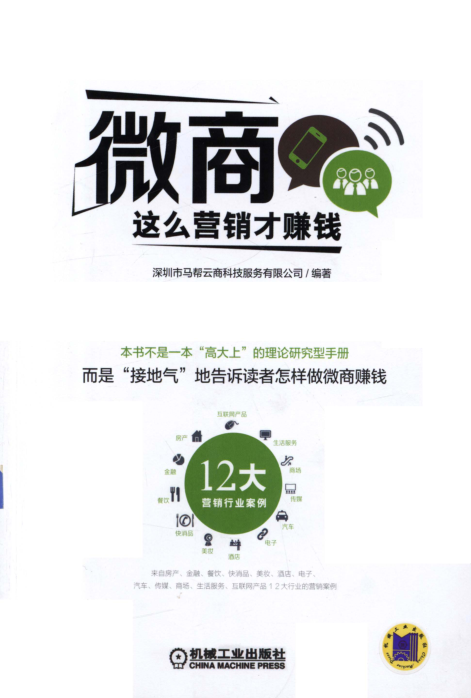 微商
这么营销才赚钱
深圳市马帮云商科技服务有限公司 / 编著
本书不是一本“高大上”的理论研究型手册
而是“接地气”地告诉读者怎样做微商赚钱
互联网产品
房产
生活服务
金融
商场
12大
营销行业案例
餐饮
传媒
快消品
汽车
美妆
电子
酒店
来自房产、金融、餐饮、快消品、美妆、酒店、电子、
汽车、传媒、商场、生活服务、互联网产品12大行业的营销案例
机械工业出版社
CHINA MACHINE PRESS